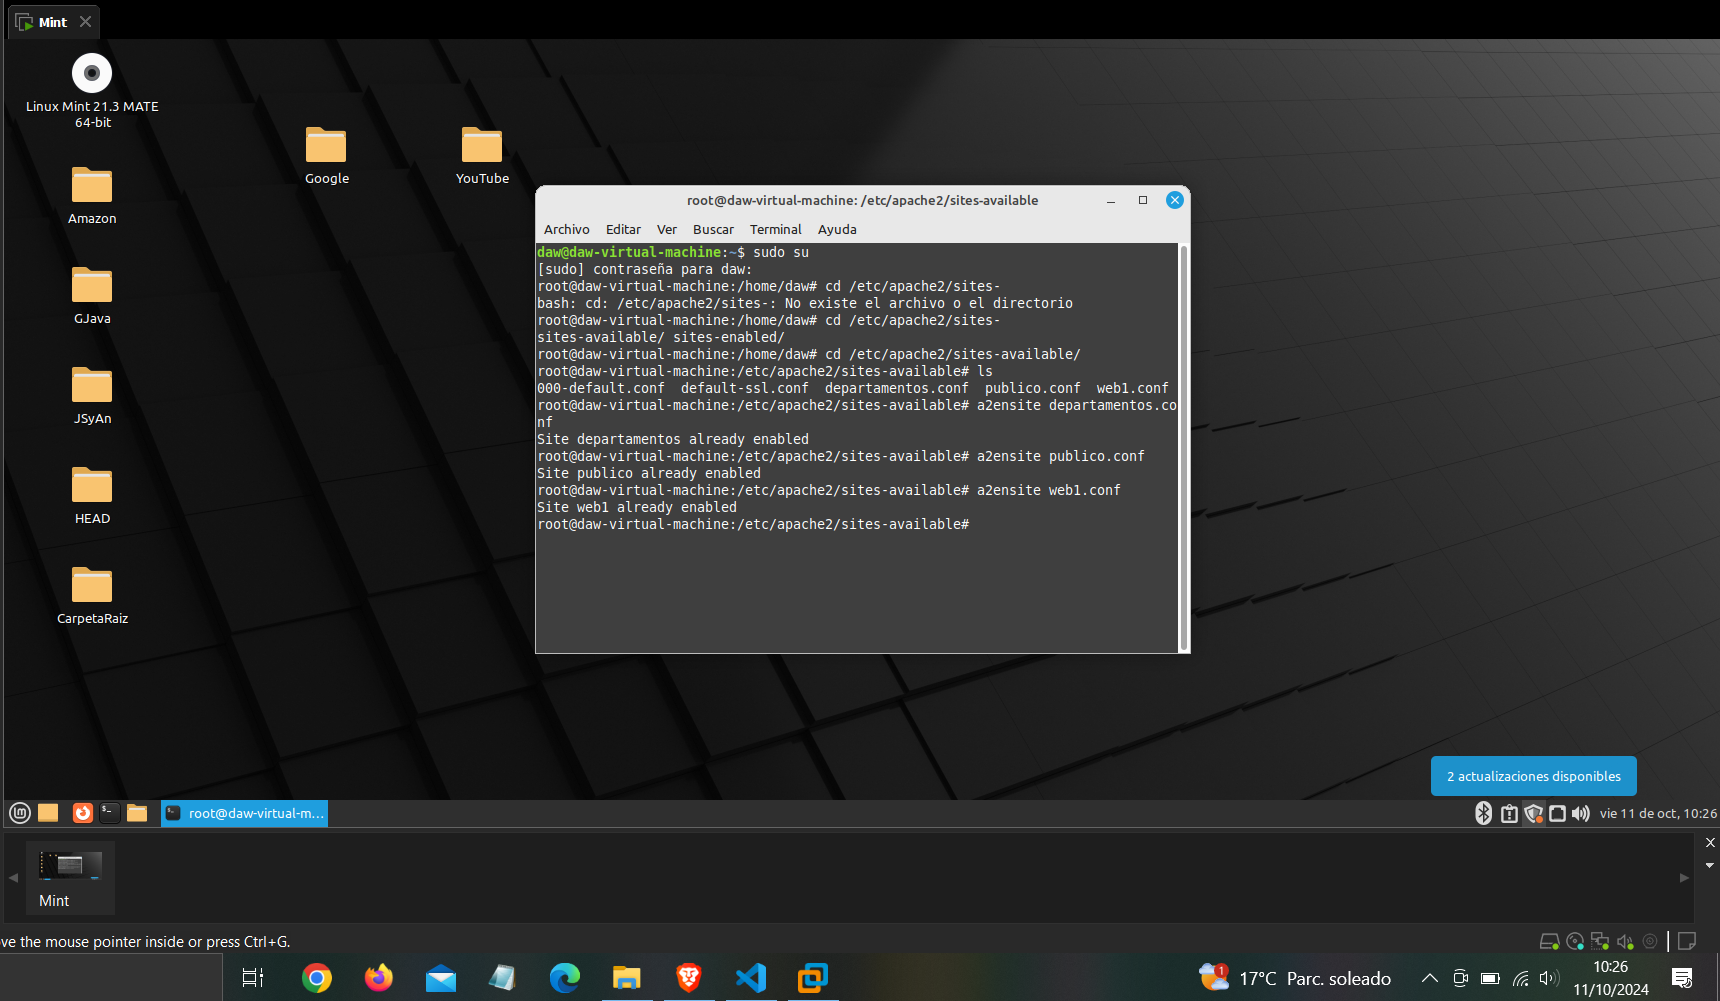 Mint
Linux Mint 21.3 MATE
64-bit
Google
YouTube
Amazon
GJava
JSyAn
HEAD
CarpetaRaiz
root@daw-virtual-machine: /etc/apache2/sites-available
Archivo Editar Ver Buscar Terminal Ayuda
daw@daw-virtual-machine:~$ sudo su
[sudo] contraseña para daw:
root@daw-virtual-machine:/home/daw# cd /etc/apache2/sites-
bash: cd: /etc/apache2/sites-: No existe el archivo o el directorio
root@daw-virtual-machine:/home/daw# cd /etc/apache2/sites-
sites-available/ sites-enabled/
root@daw-virtual-machine:/home/daw# cd /etc/apache2/sites-available/
root@daw-virtual-machine:/etc/apache2/sites-available# ls
000-default.conf  default-ssl.conf  departamentos.conf  publico.conf  web1.conf
root@daw-virtual-machine:/etc/apache2/sites-available# a2ensite departamentos.co
nf
Site departamentos already enabled
root@daw-virtual-machine:/etc/apache2/sites-available# a2ensite publico.conf
Site publico already enabled
root@daw-virtual-machine:/etc/apache2/sites-available# a2ensite web1.conf
Site web1 already enabled
root@daw-virtual-machine:/etc/apache2/sites-available#
2 actualizaciones disponibles
root@daw-virtual-m...
vie 11 de oct, 10:26
Mint
ve the mouse pointer inside or press Ctrl+G.
1
17°C Parc. soleado
10:26
11/10/2024